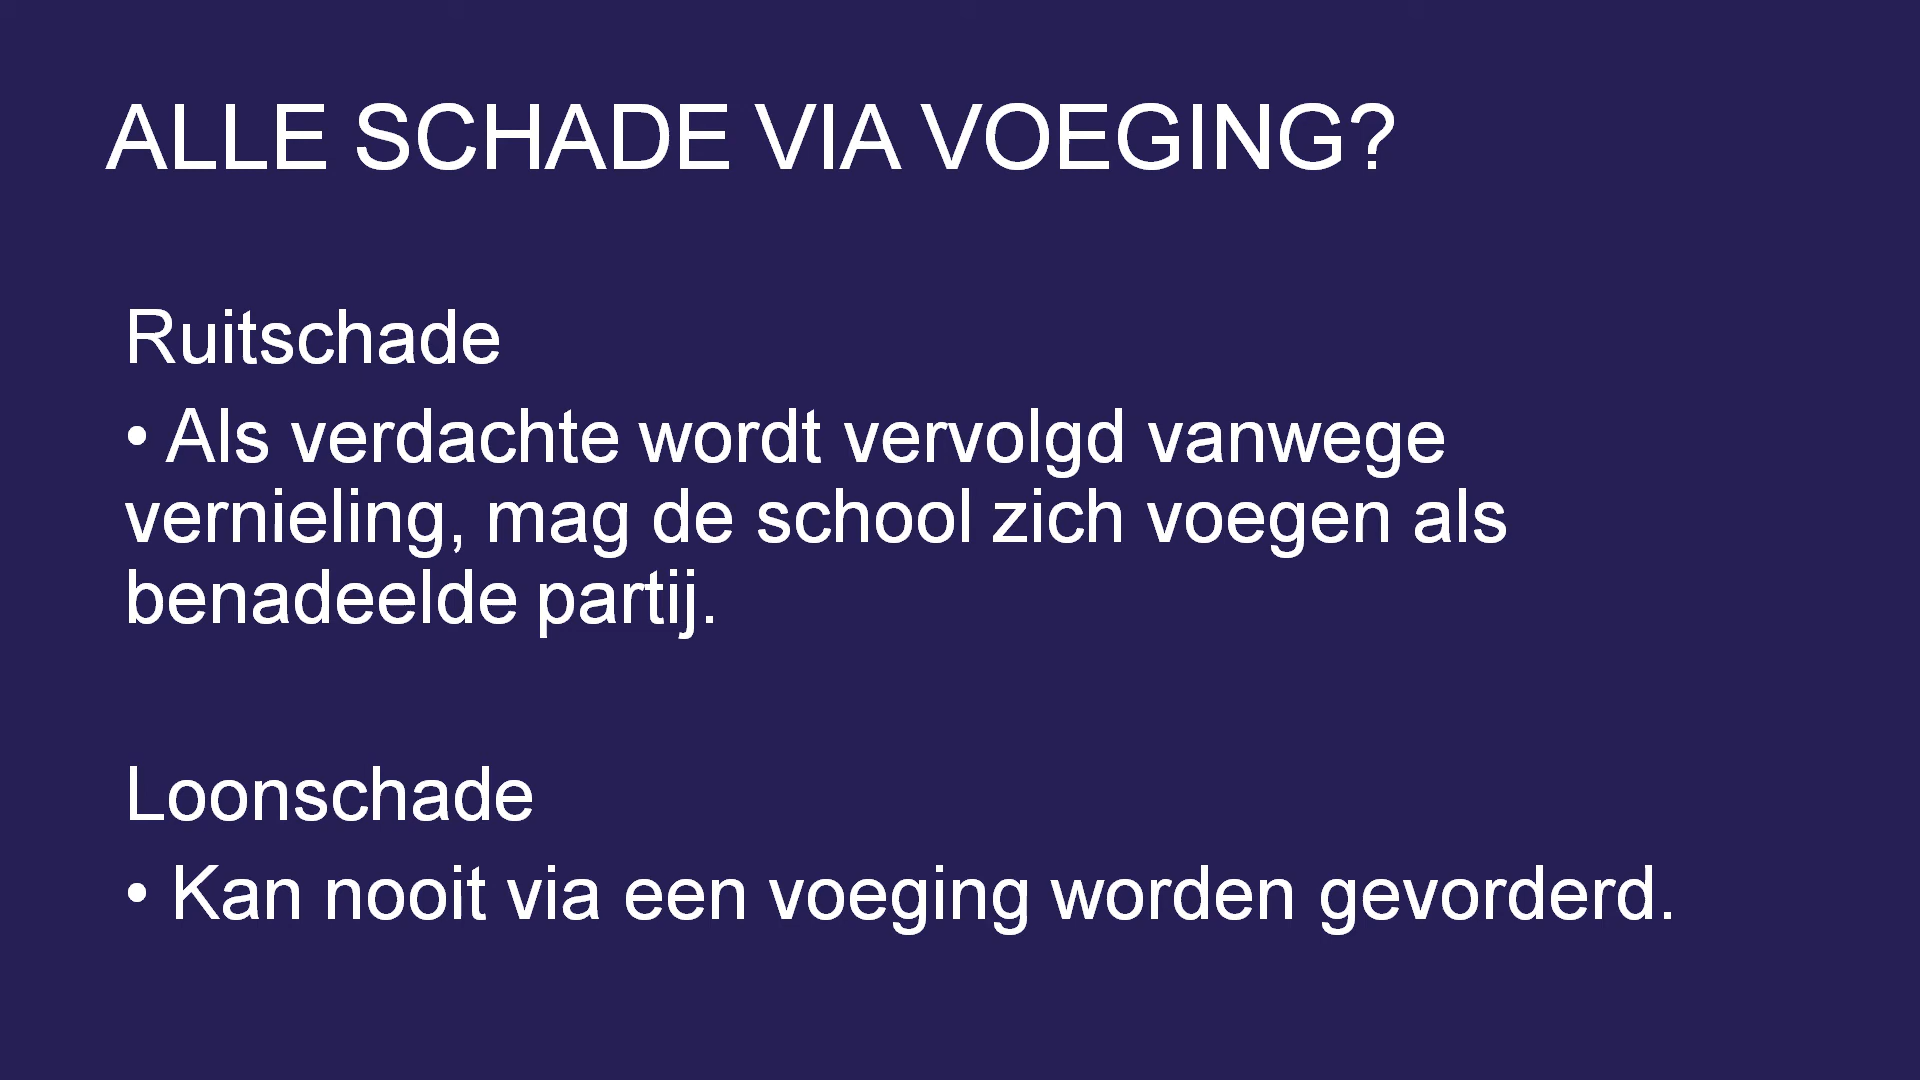 ALLE SCHADE VIA VOEGING?
Ruitschade
• Als verdachte wordt vervolgd vanwege
vernieling, mag de school zich voegen als
benadeelde partij.
Loonschade
• Kan nooit via een voeging worden gevorderd.